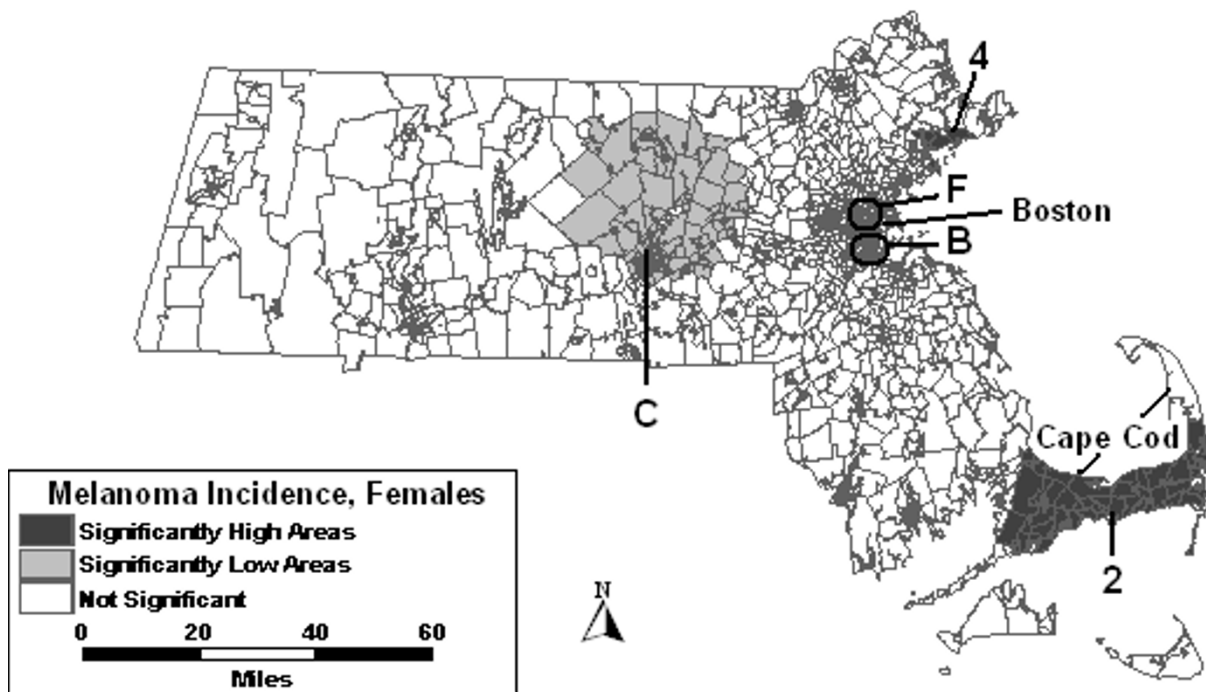 4
F
Boston
B
C
Cape Cod
2
Melanoma Incidence, Females
Significantly High Areas
Significantly Low Areas
Not Significant
0 20 40 60
Miles
N